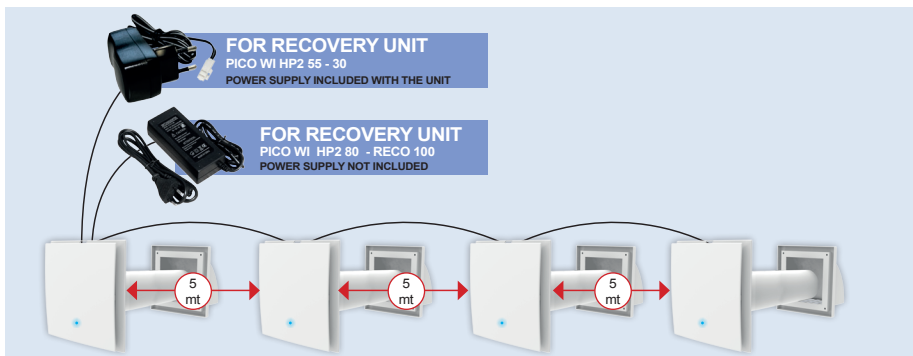 FOR RECOVERY UNIT
PICO WI HP2 55 - 30
POWER SUPPLY INCLUDED WITH THE UNIT
FOR RECOVERY UNIT
PICO WI HP2 80 - RECO 100
POWER SUPPLY NOT INCLUDED
5
mt
5
mt
5
mt